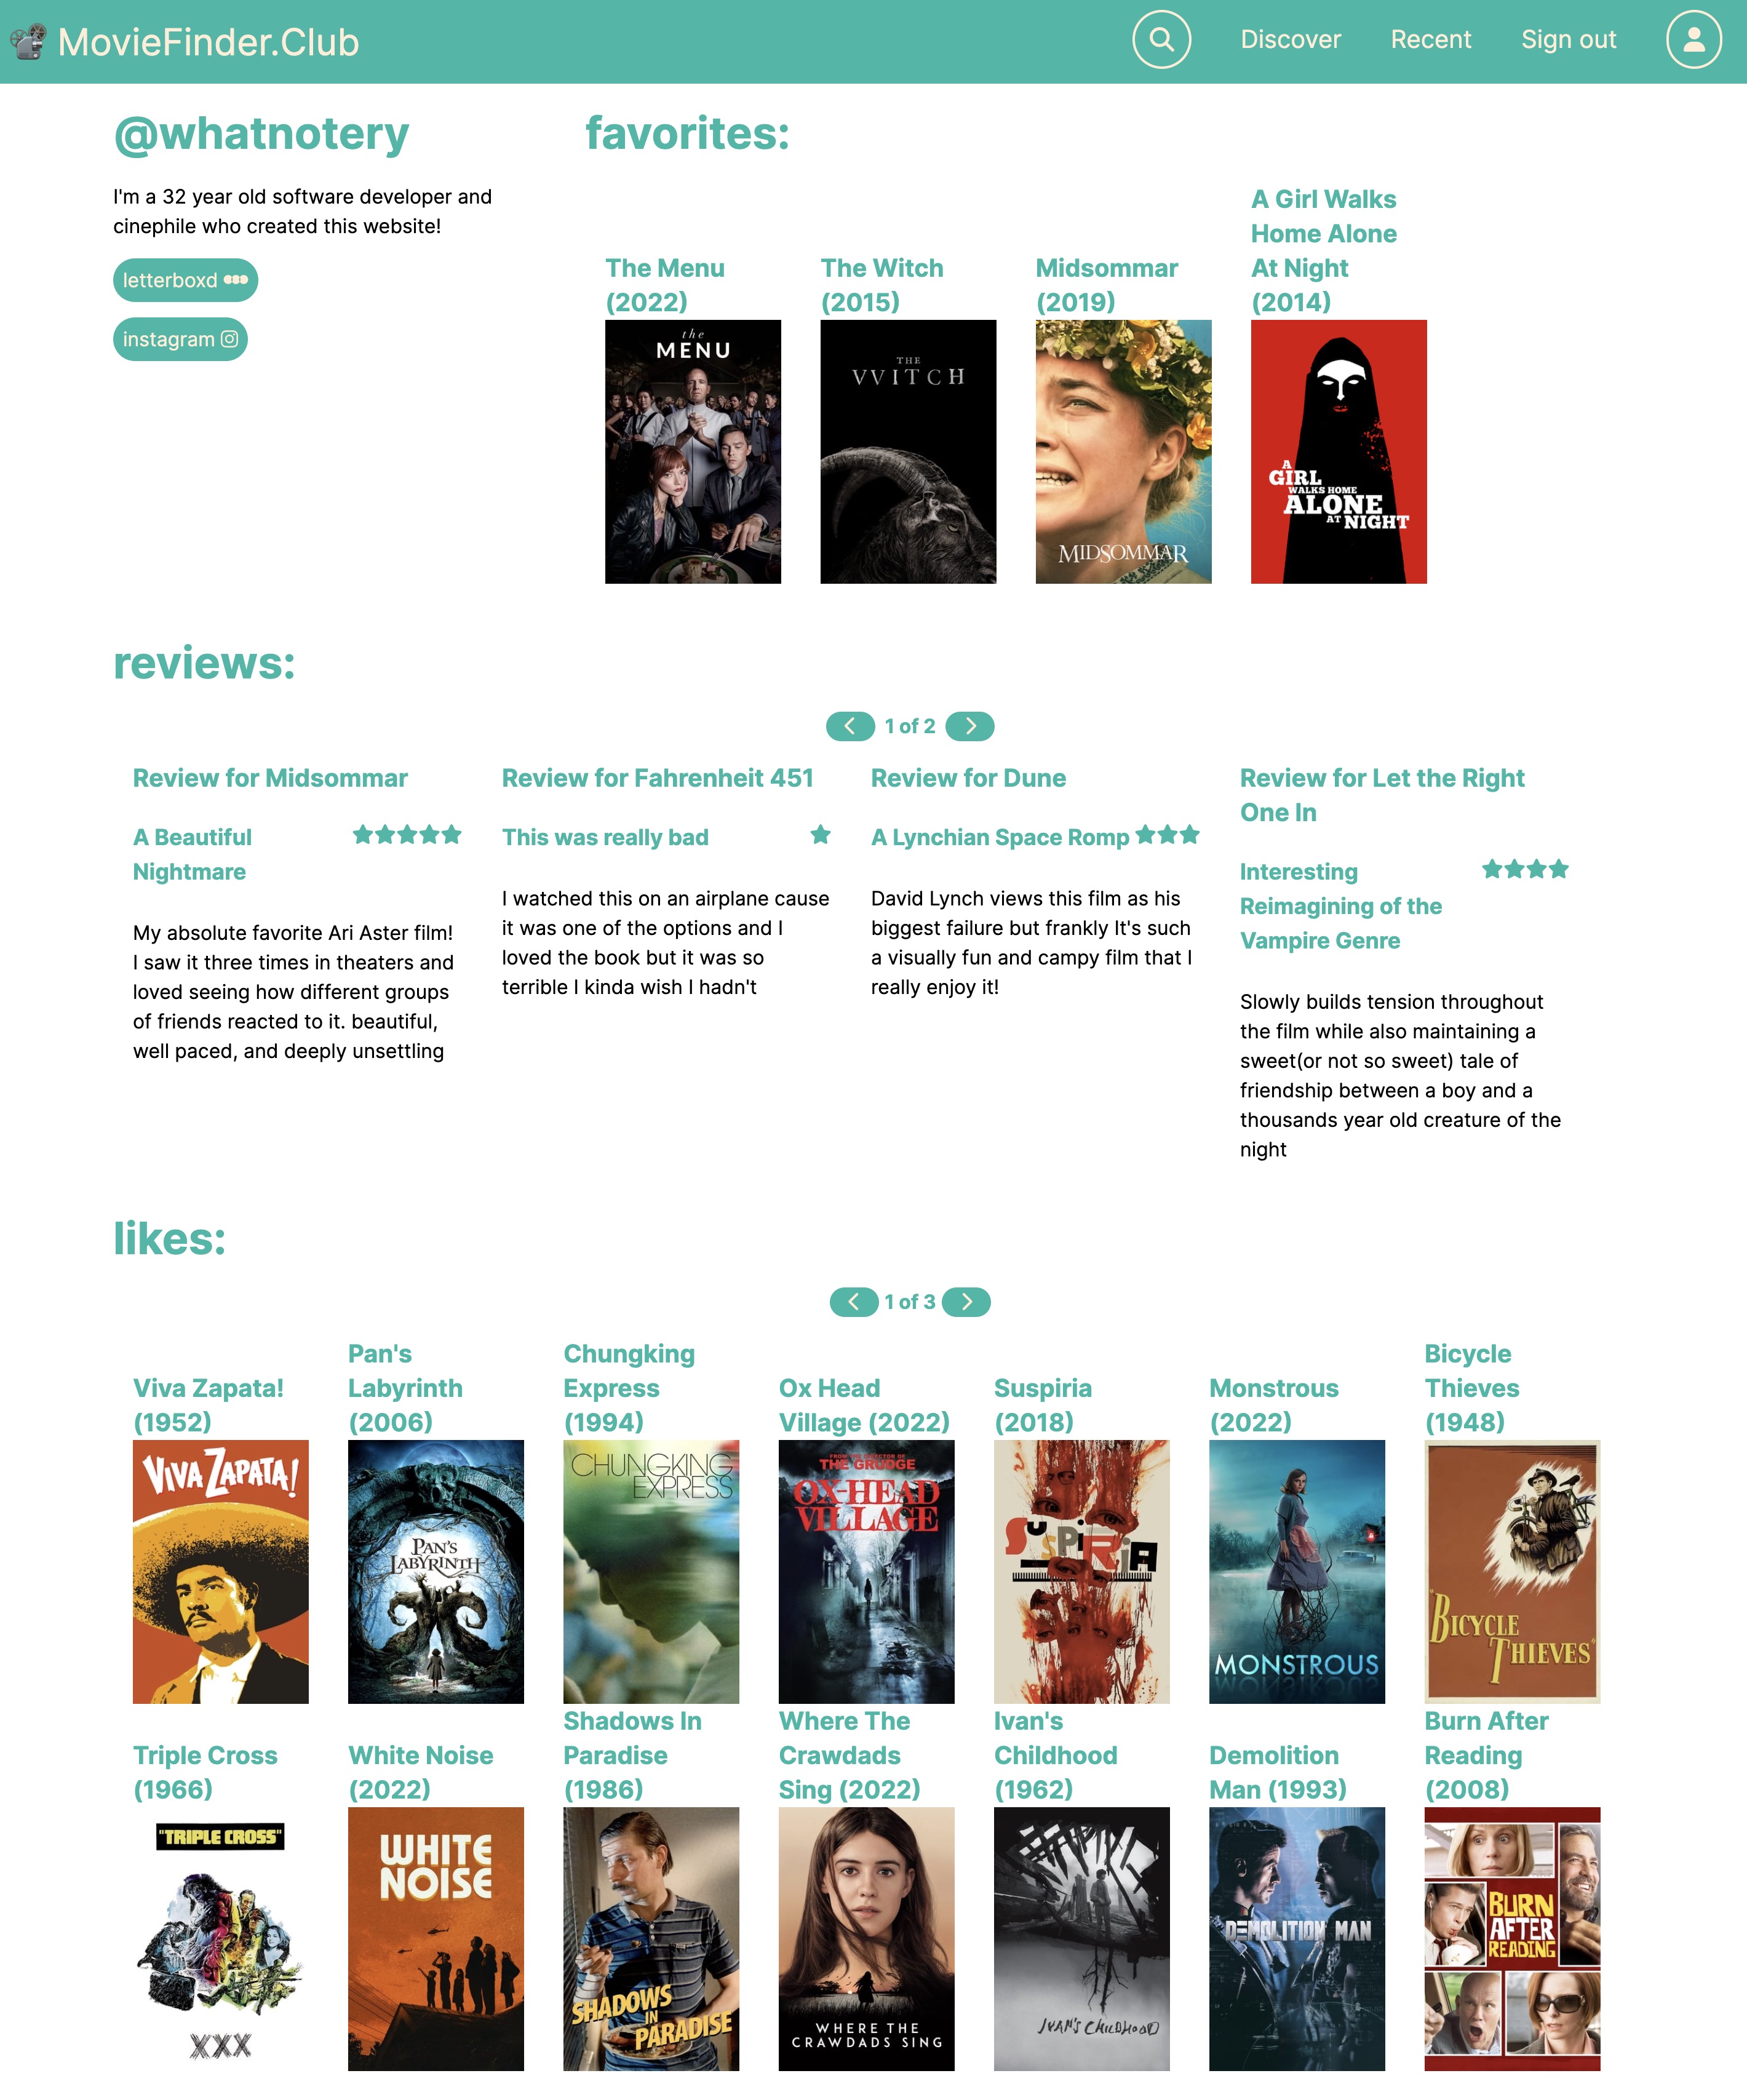 MovieFinder.Club
Discover
Recent
Sign out
@whatnotery
I'm a 32 year old software developer and
cinephile who created this website!
letterboxd
instagram
favorites:
The Menu
(2022)
the
MENU
The Witch
(2015)
THE
VVITCH
Midsommar
(2019)
MIDSOMMAR
A Girl Walks
Home Alone
At Night
(2014)
A
GIRL
WALKS HOME
ALONE
AT NIGHT
reviews:
1 of 2
Review for Midsommar
A Beautiful
Nightmare
My absolute favorite Ari Aster film!
I saw it three times in theaters and
loved seeing how different groups
of friends reacted to it. beautiful,
well paced, and deeply unsettling
Review for Fahrenheit 451
This was really bad
I watched this on an airplane cause
it was one of the options and I
loved the book but it was so
terrible I kinda wish I hadn't
Review for Dune
A Lynchian Space Romp
David Lynch views this film as his
biggest failure but frankly It's such
a visually fun and campy film that I
really enjoy it!
Review for Let the Right
One In
Interesting
Reimagining of the
Vampire Genre
Slowly builds tension throughout
the film while also maintaining a
sweet(or not so sweet) tale of
friendship between a boy and a
thousands year old creature of the
night
likes:
1 of 3
Viva Zapata!
(1952)
VIVA ZAPATA!
Pan's
Labyrinth
(2006)
PAN'S
LABYRINTH
Chungking
Express
(1994)
CHUNGKING
EXPRESS
Ox Head
Village (2022)
FROM THE DIRECTOR OF
THE GRUDGE
OX-HEAD
VILLAGE
Suspiria
(2018)
SUSPIRIA
Monstrous
(2022)
MONSTROUS
Bicycle
Thieves
(1948)
"BICYCLE
THIEVES"
Triple Cross
(1966)
"TRIPLE CROSS"
XXX
White Noise
(2022)
WHITE
NOISE
Shadows In
Paradise
(1986)
SHADOWS
IN
PARADISE
Where The
Crawdads
Sing (2022)
WHERE THE
CRAWDADS SING
Ivan's
Childhood
(1962)
IVAN'S CHILDHOOD
Demolition
Man (1993)
DEMOLITION MAN
Burn After
Reading
(2008)
BURN
AFTER
READING